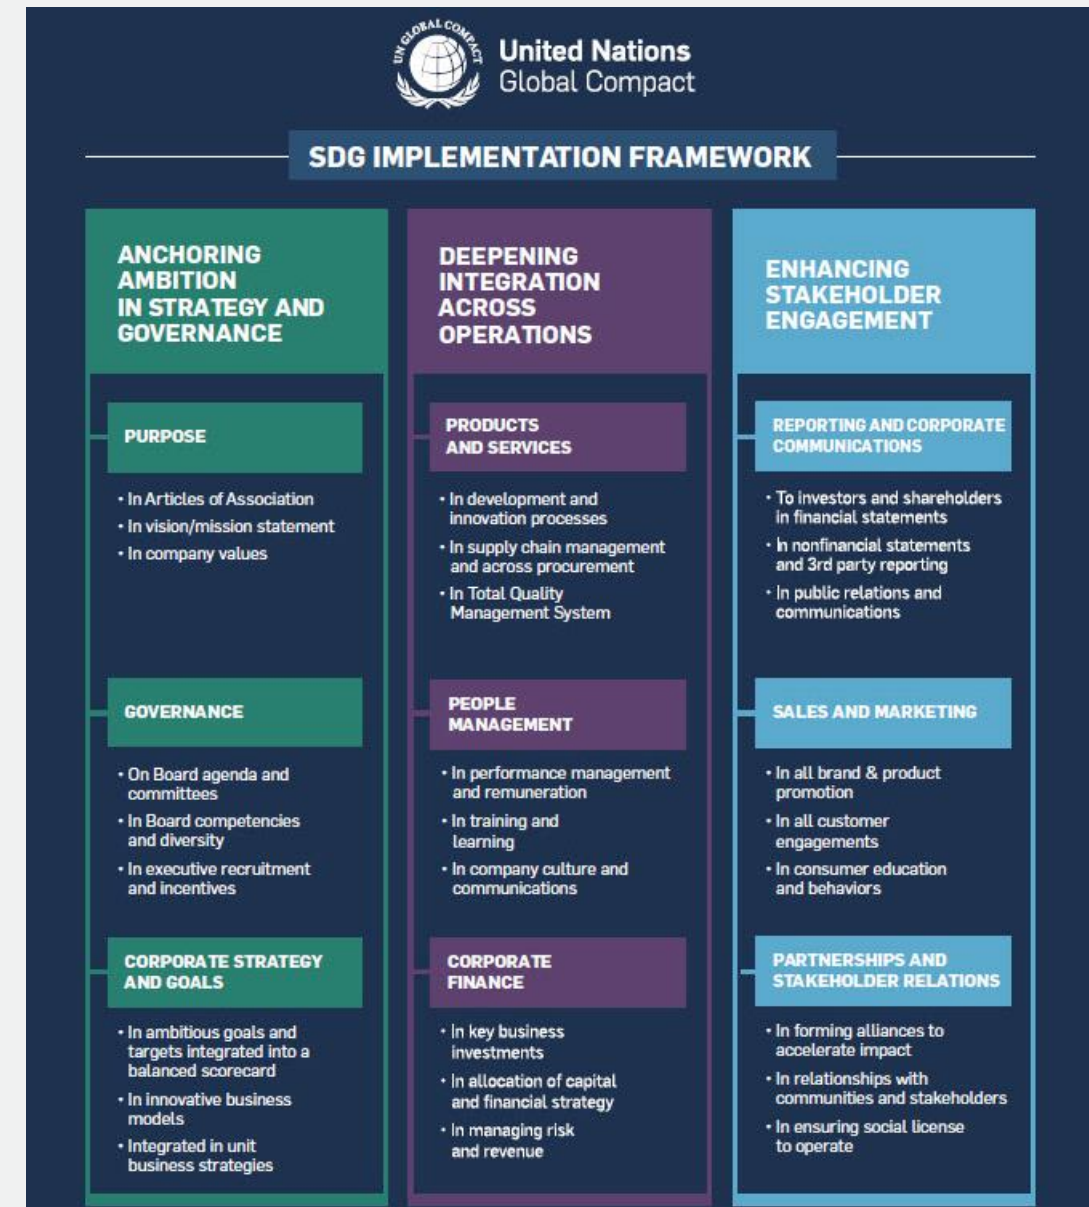 UN GLOBAL COMPACT
United Nations
Global Compact
SDG IMPLEMENTATION FRAMEWORK
ANCHORING
AMBITION
IN STRATEGY AND
GOVERNANCE
PURPOSE
• In Articles of Association
• In vision/mission statement
• In company values
GOVERNANCE
• On Board agenda and
committees
• In Board competencies
and diversity
• In executive recruitment
and incentives
CORPORATE STRATEGY
AND GOALS
• In ambitious goals and
targets integrated into a
balanced scorecard
• In innovative business
models
• Integrated in unit
business strategies
DEEPENING
INTEGRATION
ACROSS
OPERATIONS
PRODUCTS
AND SERVICES
• In development and
innovation processes
• In supply chain management
and across procurement
• In Total Quality
Management System
PEOPLE
MANAGEMENT
• In performance management
and remuneration
• In training and
learning
• In company culture and
communications
CORPORATE
FINANCE
• In key business
investments
• In allocation of capital
and financial strategy
• In managing risk
and revenue
ENHANCING
STAKEHOLDER
ENGAGEMENT
REPORTING AND CORPORATE
COMMUNICATIONS
• To investors and shareholders
in financial statements
• In nonfinancial statements
and 3rd party reporting
• In public relations and
communications
SALES AND MARKETING
• In all brand & product
promotion
• In all customer
engagements
• In consumer education
and behaviors
PARTNERSHIPS AND
STAKEHOLDER RELATIONS
• In forming alliances to
accelerate impact
• In relationships with
communities and stakeholders
• In ensuring social license
to operate